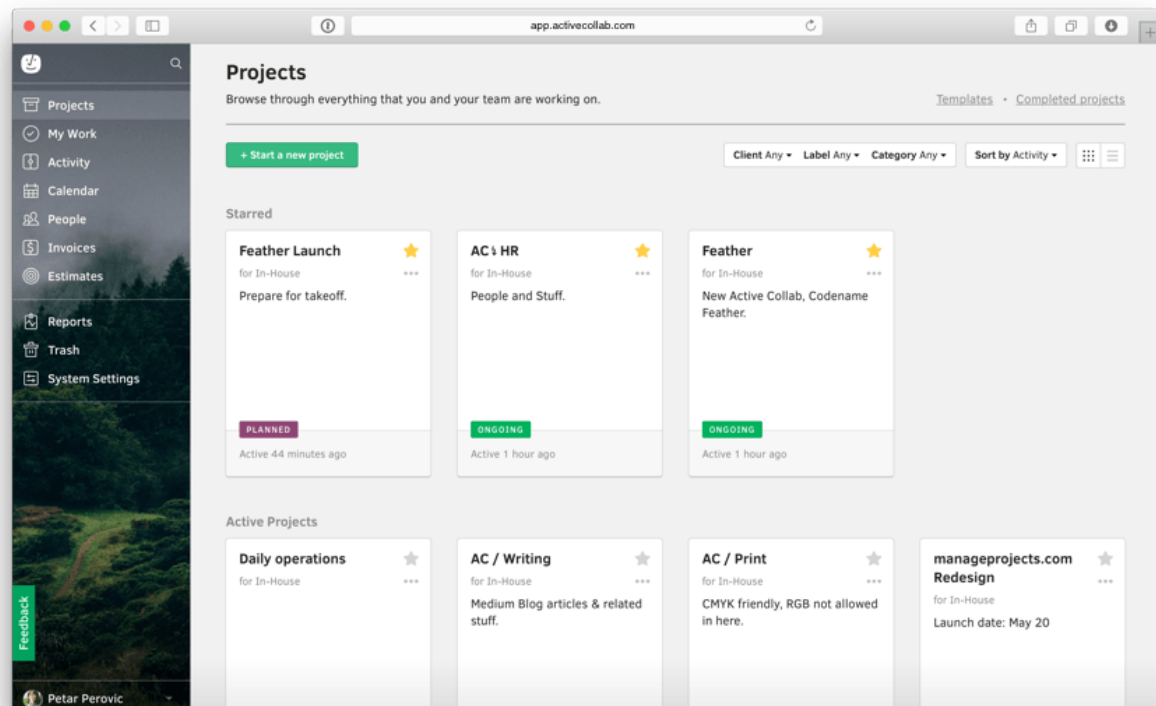 app.activecollab.com
Projects
My Work
Activity
Calendar
People
Invoices
Estimates
Reports
Trash
System Settings
Feedback
Petar Perovic
Projects
Browse through everything that you and your team are working on.
Templates • Completed projects
+ Start a new project
Client Any Label Any Category Any
Sort by Activity
Starred
Feather Launch
for In-House
Prepare for takeoff.
PLANNED
Active 44 minutes ago
HR
for In-House
People and Stuff.
ONGOING
Active 1 hour ago
Feather
for In-House
New Active Collab, Codename
Feather.
ONGOING
Active 1 hour ago
Active Projects
Daily operations
for In-House
AC / Writing
for In-House
Medium Blog articles & related
stuff.
AC / Print
for In-House
CMYK friendly, RGB not allowed
in here.
manageprojects.com
Redesign
for In-House
Launch date: May 20